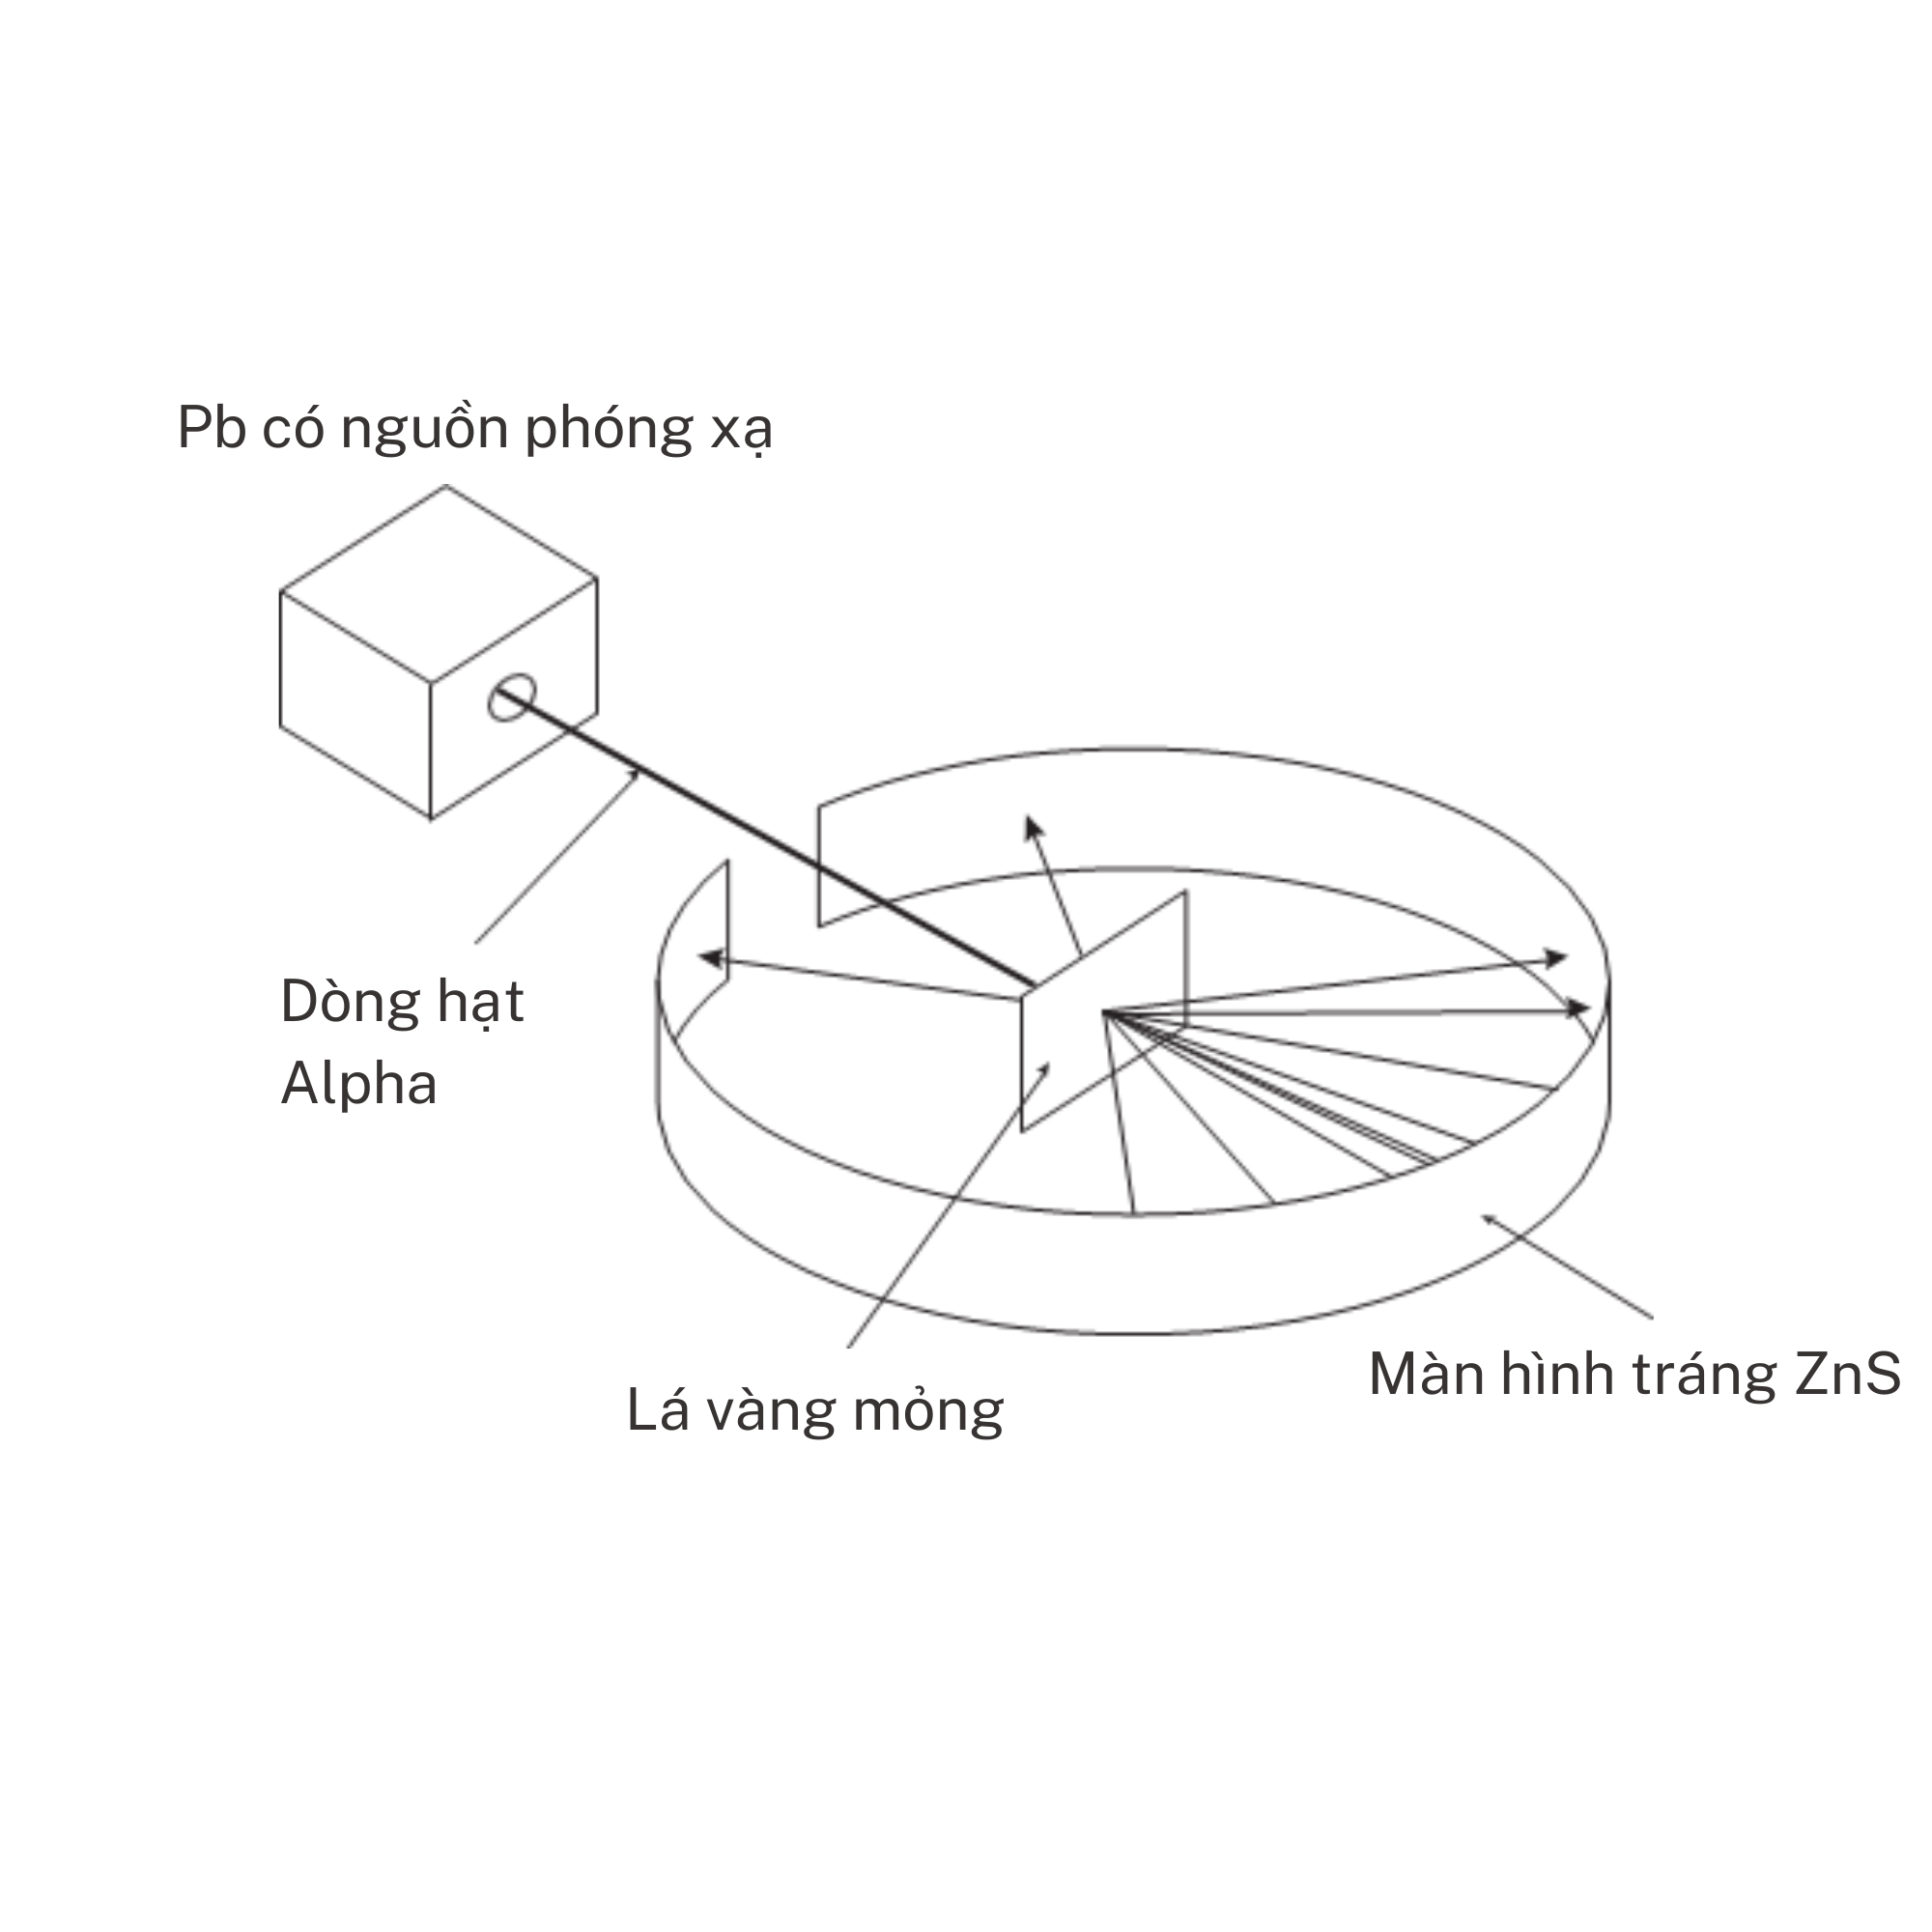 Pb có nguồn phóng xạ
Dòng hạt
Alpha
Lá vàng mỏng
Màn hình tráng ZnS